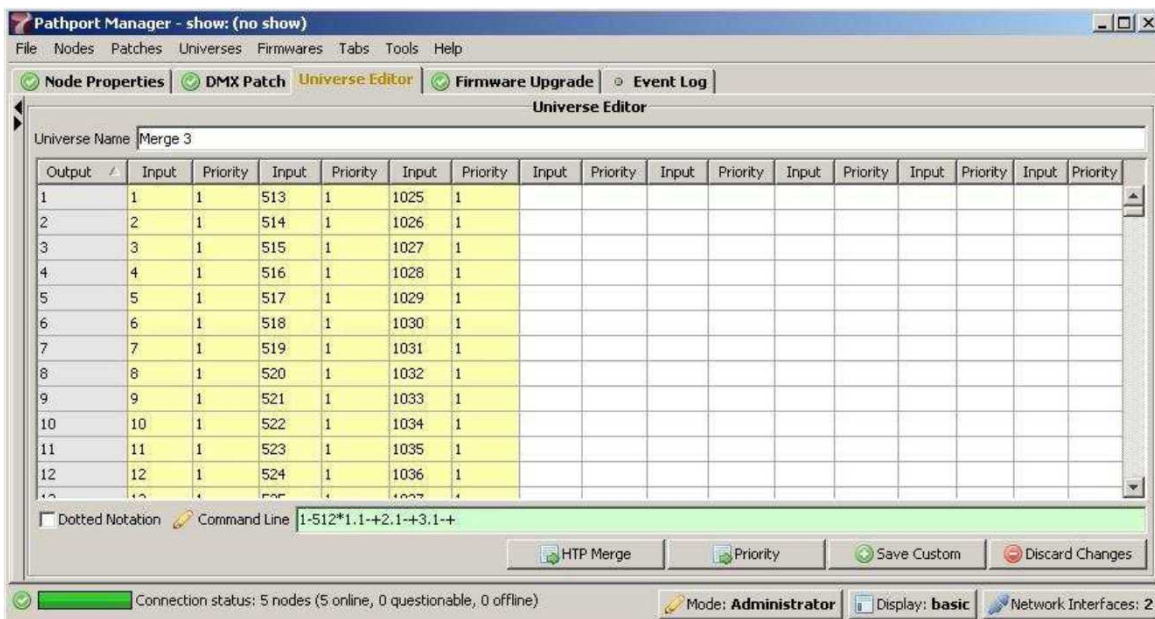 Pathport Manager - show: (no show)
File Nodes Patches Universes Firmwares Tabs Tools Help
Node Properties DMX Patch Universe Editor Firmware Upgrade Event Log
Universe Editor
Universe Name Merge 3
Output Input Priority Input Priority Input Priority Input Priority Input Priority Input Priority Input Priority Input Priority
1 1 1 513 1 1025 1
2 2 1 514 1 1026 1
3 3 1 515 1 1027 1
4 4 1 516 1 1028 1
5 5 1 517 1 1029 1
6 6 1 518 1 1030 1
7 7 1 519 1 1031 1
8 8 1 520 1 1032 1
9 9 1 521 1 1033 1
10 10 1 522 1 1034 1
11 11 1 523 1 1035 1
12 12 1 524 1 1036 1
Dotted Notation Command Line 1-512*1.1-+2.1-+3.1-+
HTP Merge Priority Save Custom Discard Changes
Connection status: 5 nodes (5 online, 0 questionable, 0 offline) Mode: Administrator Display: basic Network Interfaces: 2